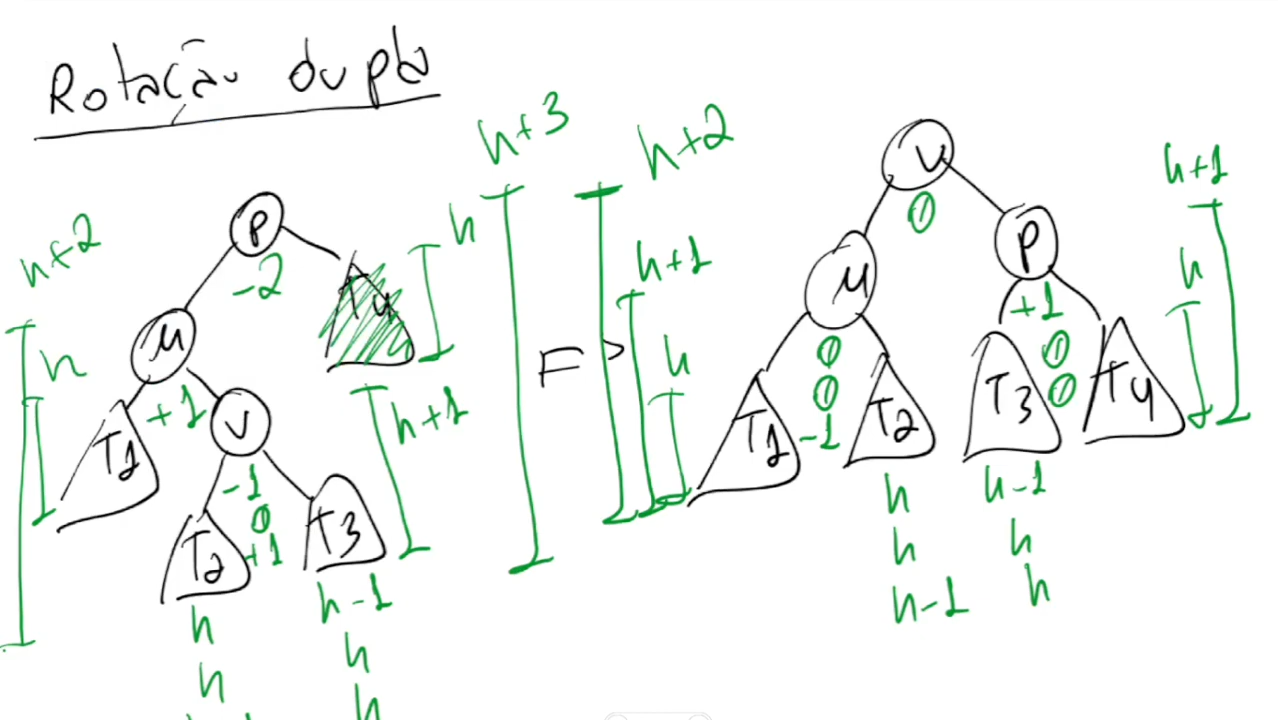 Rotação dupla
h+3
h+2
h+2
h
h
p
-2
T4
u
+1
T1
v
h+1
-1
0
+1
T2
T3
h
h-1
h
h
h
h
F
h+1
h
v
0
h+1
h
u
p
+1
0
0
0
0
-1
T1
T2
T3
T4
h
h-1
h
h
h-1
h